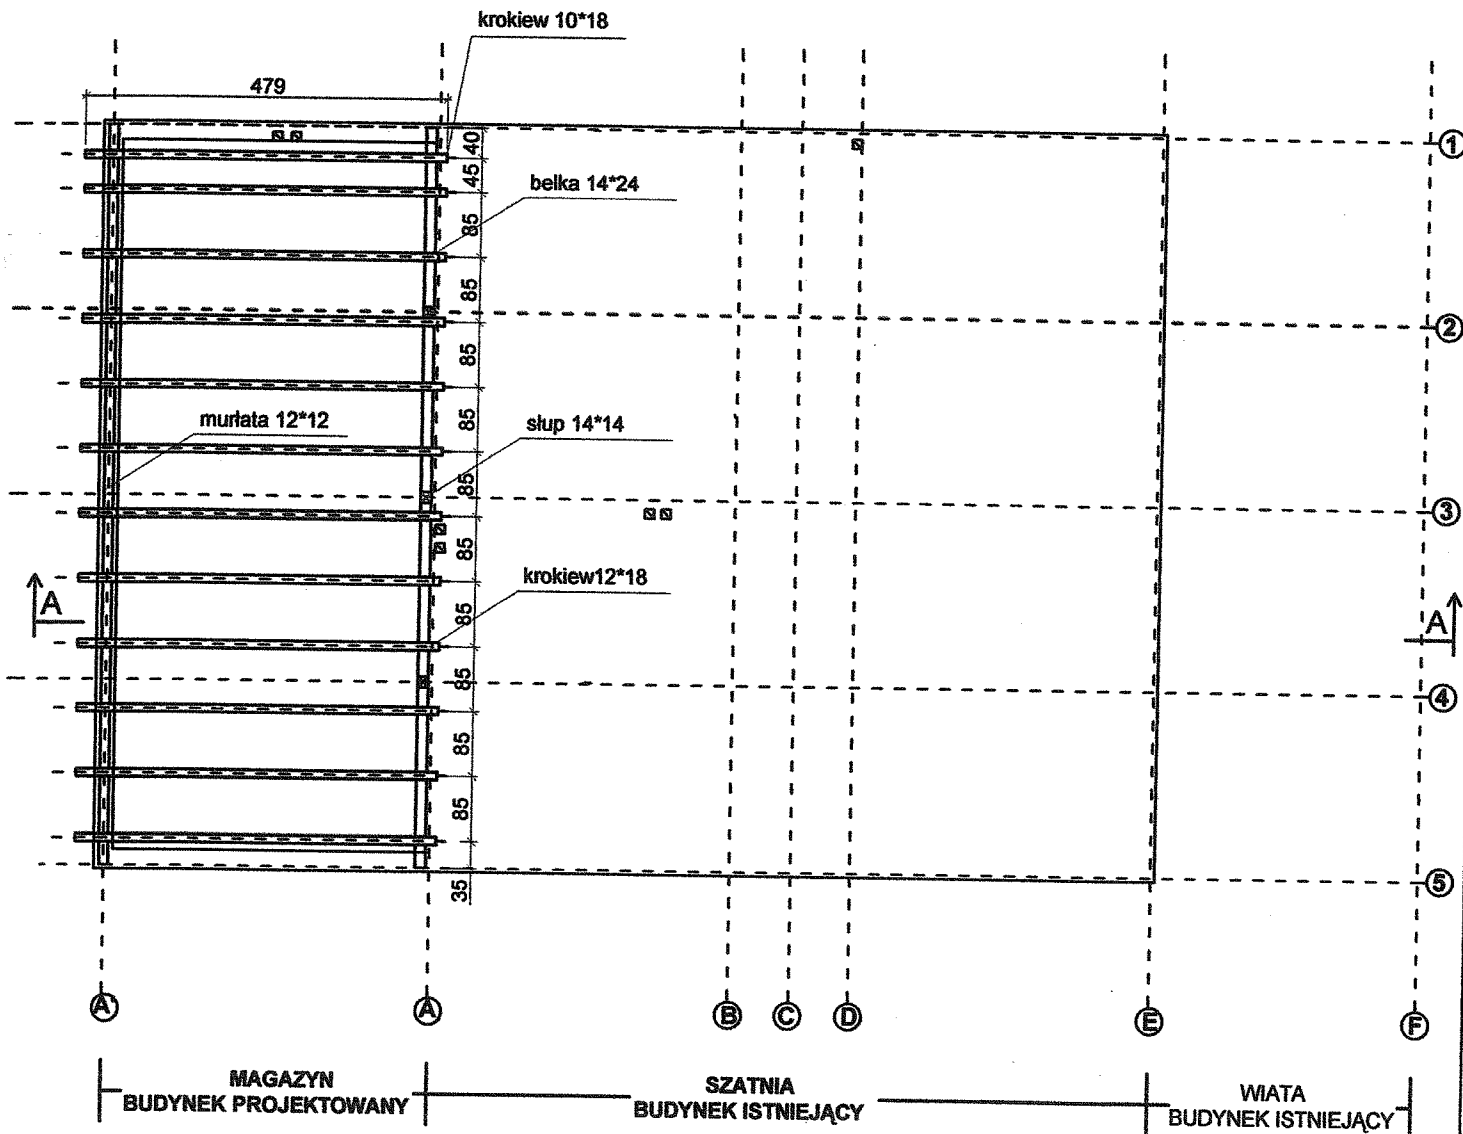 krokiew 10*18
479
40
1
45
belka 14*24
85
85
2
85
murłata 12*12
85
słup 14*14
85
3
85
krokiew12*18
A
A
85
85
4
85
85
5
35
A'
A
B
C
D
E
F
MAGAZYN
BUDYNEK PROJEKTOWANY
SZATNIA
BUDYNEK ISTNIEJĄCY
WIATA
BUDYNEK ISTNIEJĄCY